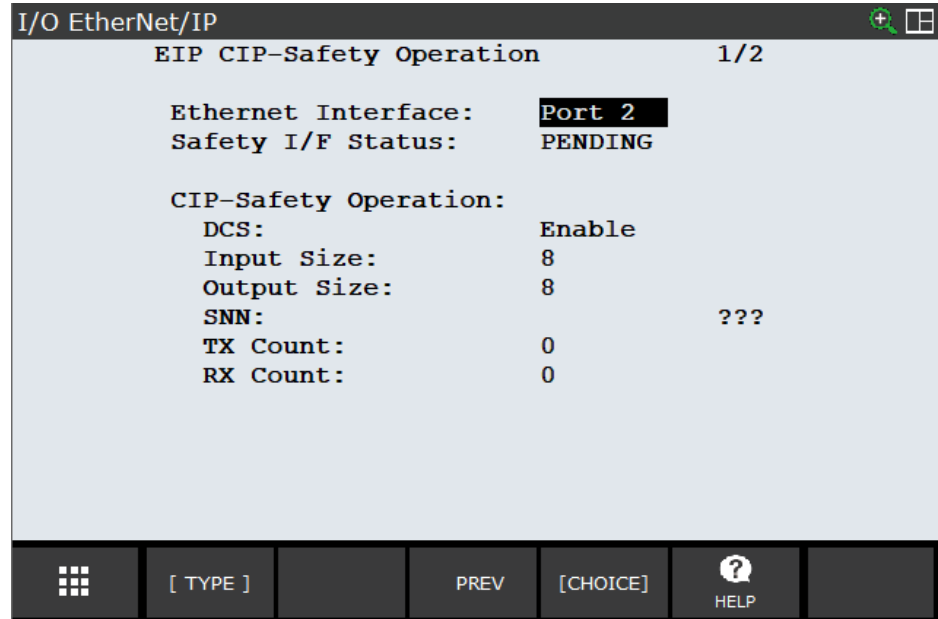 I/O EtherNet/IP
EIP CIP-Safety Operation 1/2
Ethernet Interface: Port 2
Safety I/F Status: PENDING
CIP-Safety Operation:
DCS: Enable
Input Size: 8
Output Size: 8
SNN: ???
TX Count: 0
RX Count: 0
[ TYPE ] PREV [CHOICE] ? HELP